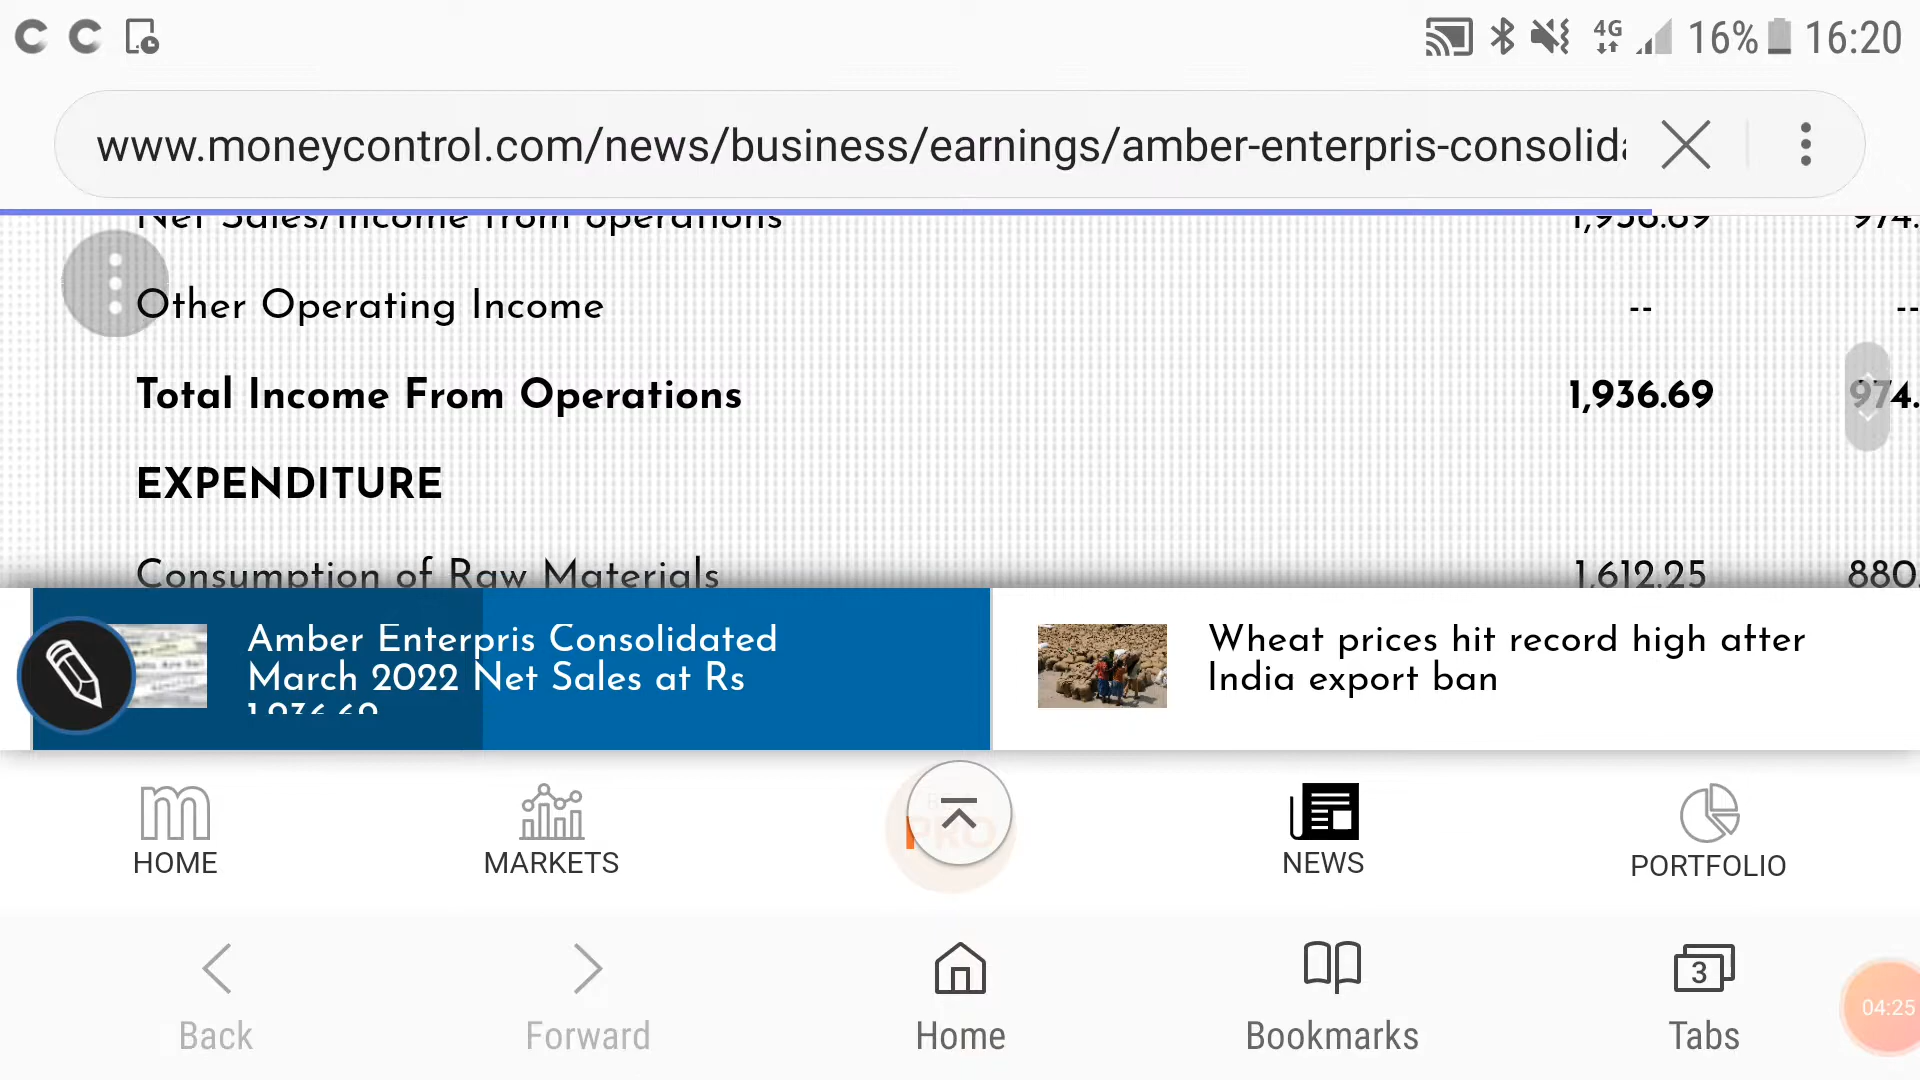 4G 16% 16:20
www.moneycontrol.com/news/business/earnings/amber-enterpris-consolida
Net Sales/Income from operations 1,936.69 974.
Other Operating Income -- --
Total Income From Operations 1,936.69 974.
EXPENDITURE
Consumption of Raw Materials 1,612.25 880.
Amber Enterpris Consolidated
March 2022 Net Sales at Rs
1,936.69
Wheat prices hit record high after
India export ban
HOME
MARKETS
PRO
NEWS
PORTFOLIO
3
04:25
Back
Forward
Home
Bookmarks
Tabs